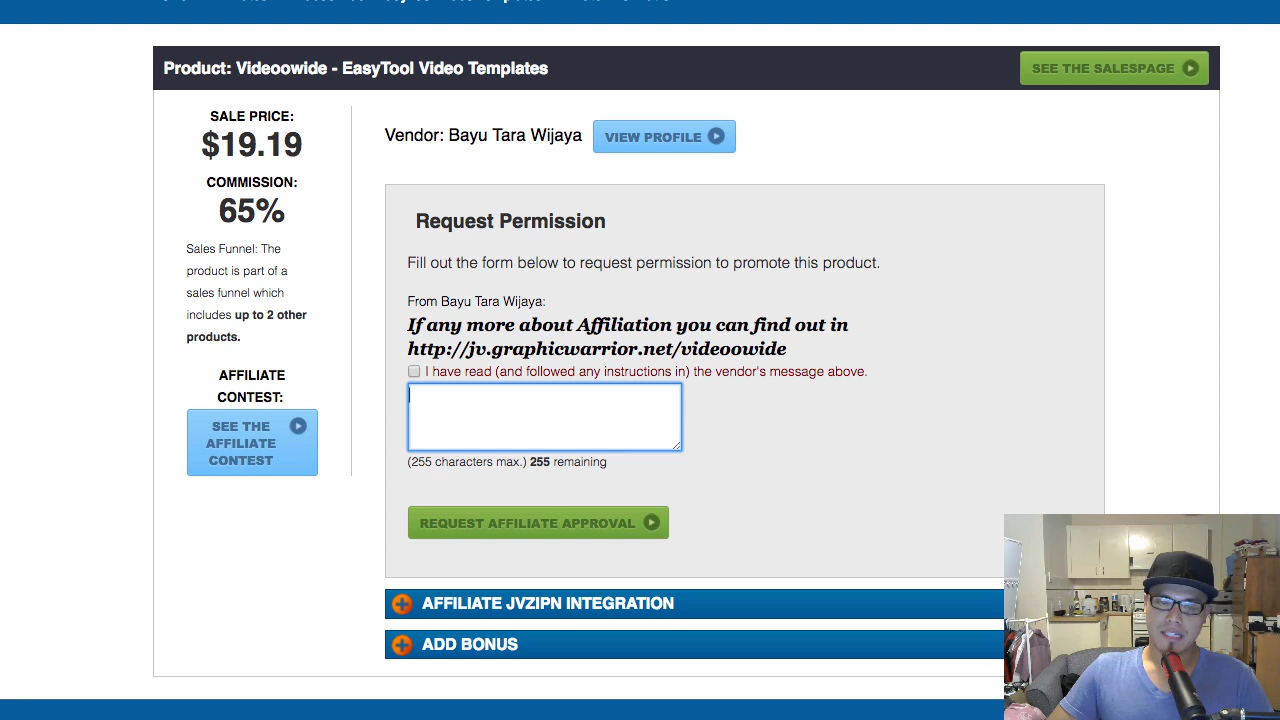 Product: Videoowide - EasyTool Video Templates
SEE THE SALESPAGE
SALE PRICE:
$19.19
COMMISSION:
65%
Sales Funnel: The
product is part of a
sales funnel which
includes up to 2 other
products.
AFFILIATE
CONTEST:
SEE THE
AFFILIATE
CONTEST
Vendor: Bayu Tara Wijaya
VIEW PROFILE
Request Permission
Fill out the form below to request permission to promote this product.
From Bayu Tara Wijaya:
If any more about Affiliation you can find out in
http://jv.graphicwarrior.net/videoowide
I have read (and followed any instructions in) the vendor's message above.
(255 characters max.) 255 remaining
REQUEST AFFILIATE APPROVAL
AFFILIATE JVZIPN INTEGRATION
ADD BONUS